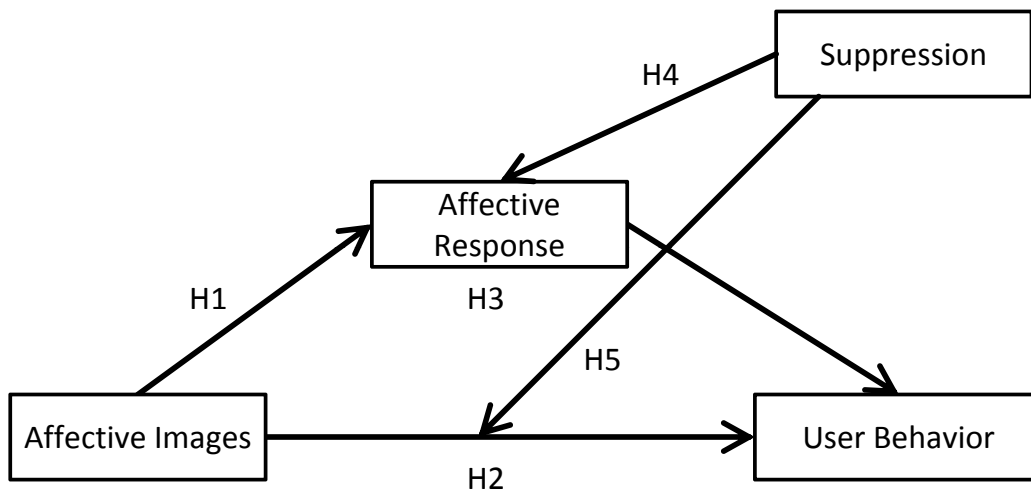 Suppression
H4
Affective
Response
H1
H3
H5
Affective Images
User Behavior
H2